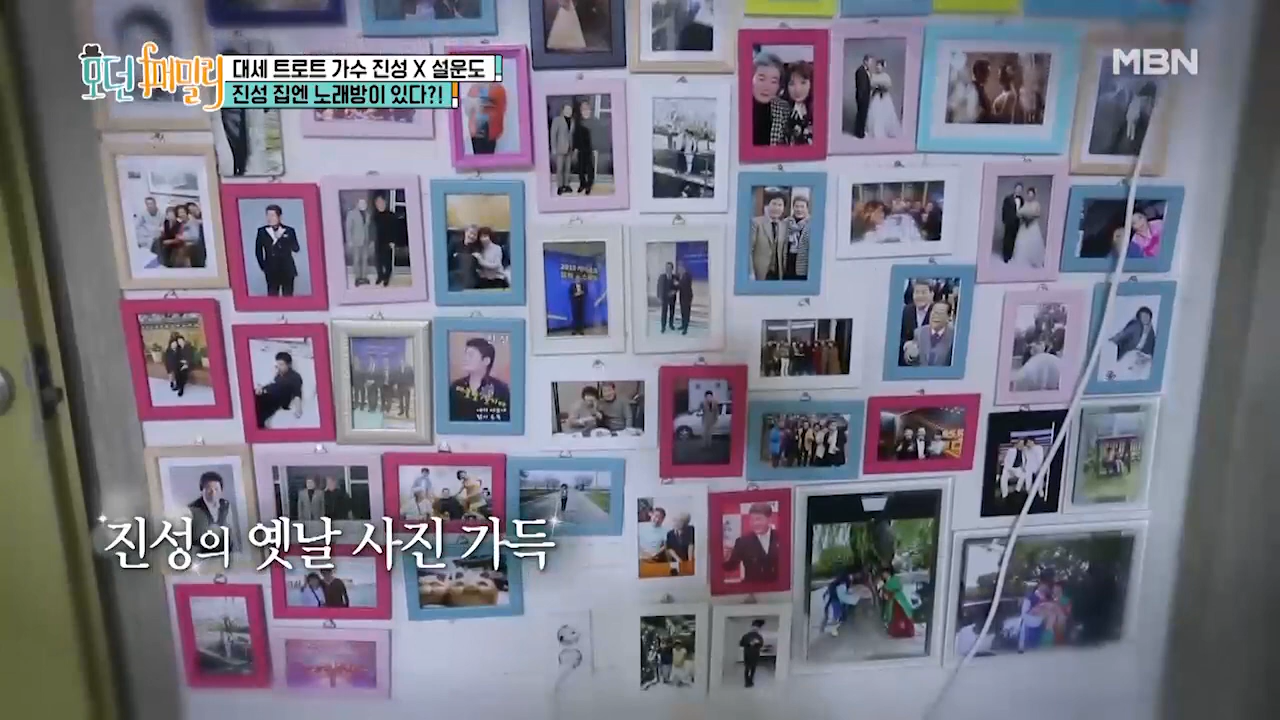 모던 패밀리
대세 트로트 가수 진성 X 설운도
진성 집엔 노래방이 있다?!
MBN
진성의 옛날 사진 가득